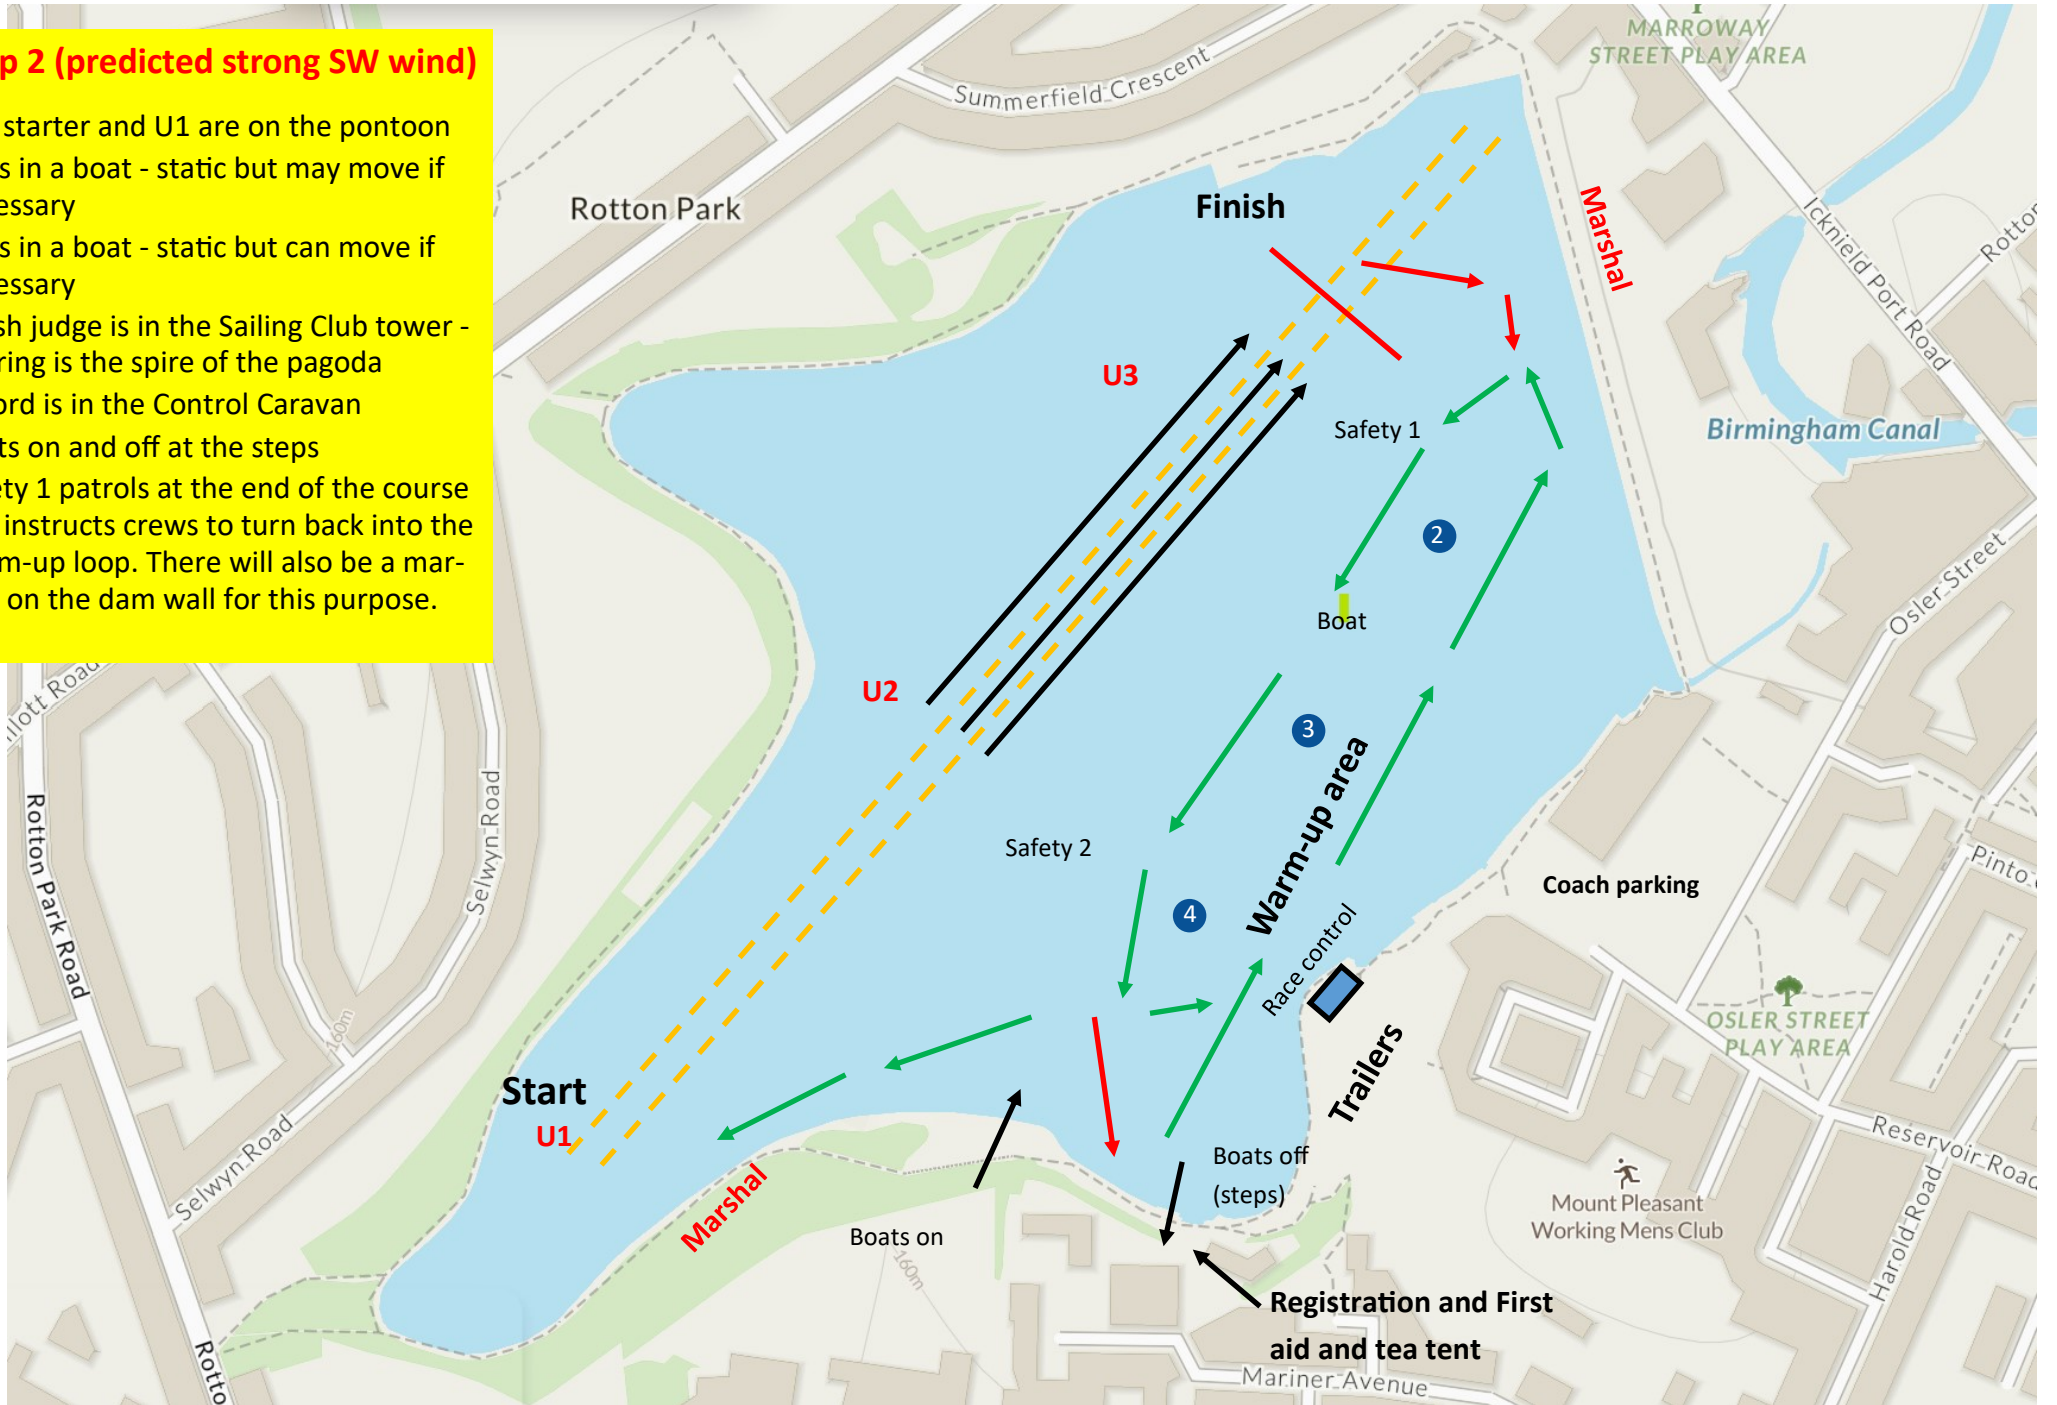 p 2 (predicted strong SW wind)
starter and U1 are on the pontoon
s in a boat - static but may move if
essary
s in a boat - static but can move if
essary
sh judge is in the Sailing Club tower -
ring is the spire of the pagoda
ord is in the Control Caravan
ts on and off at the steps
ety 1 patrols at the end of the course
instructs crews to turn back into the
m-up loop. There will also be a mar-
on the dam wall for this purpose.
MARROWAY
STREET PLAY AREA
Summerfield Crescent
Rotton Park
Finish
Marshal
Icknield Port Road
Rotton
U3
Safety 1
Birmingham Canal
2
Osler Street
Boat
U2
llott Road
3
Warm-up area
Selwyn Road
Rotton Park Road
Safety 2
Pinto
Coach parking
4
Race control
160m
OSLER STREET
PLAY AREA
Trailers
Start
U1
Selwyn Road
Reservoir Road
Boats off
(steps)
Marshal
Mount Pleasant
Working Mens Club
Harold Road
Boats on
160m
Registration and First
aid and tea tent
Rotto
Mariner Avenue